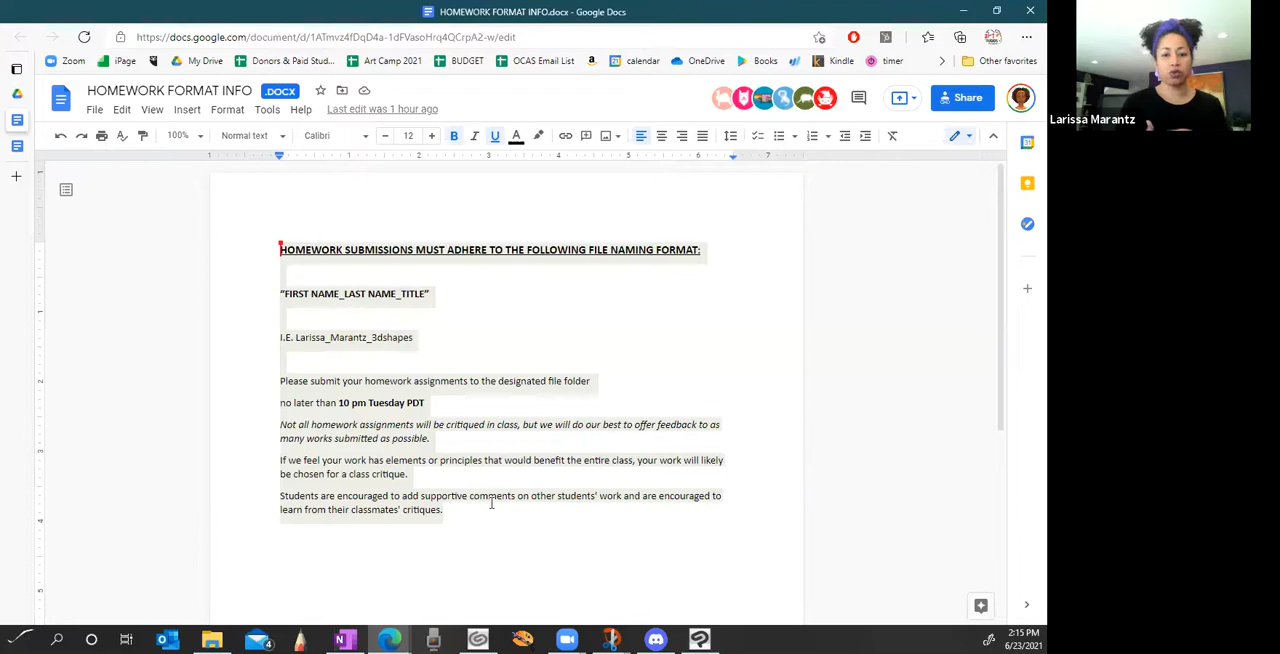 HOMEWORK FORMAT INFO.docx - Google Docs
https://docs.google.com/document/d/1ATmvz4fDqD4a-1dFVasoHrq4QCrpA2-w/edit
Zoom iPage My Drive Donors & Paid Stud... Art Camp 2021 BUDGET OCAS Email List calendar OneDrive Books Kindle timer Other favorites
HOMEWORK FORMAT INFO .DOCX
File Edit View Insert Format Tools Help Last edit was 1 hour ago
Share
Larissa Marantz
100% Normal text Calibri 12
HOMEWORK SUBMISSIONS MUST ADHERE TO THE FOLLOWING FILE NAMING FORMAT:
“FIRST NAME_LAST NAME_TITLE”
I.E. Larissa_Marantz_3dshapes
Please submit your homework assignments to the designated file folder
no later than 10 pm Tuesday PDT
Not all homework assignments will be critiqued in class, but we will do our best to offer feedback to as
many works submitted as possible.
If we feel your work has elements or principles that would benefit the entire class, your work will likely
be chosen for a class critique.
Students are encouraged to add supportive comments on other students' work and are encouraged to
learn from their classmates' critiques.
2:15 PM
6/23/2021